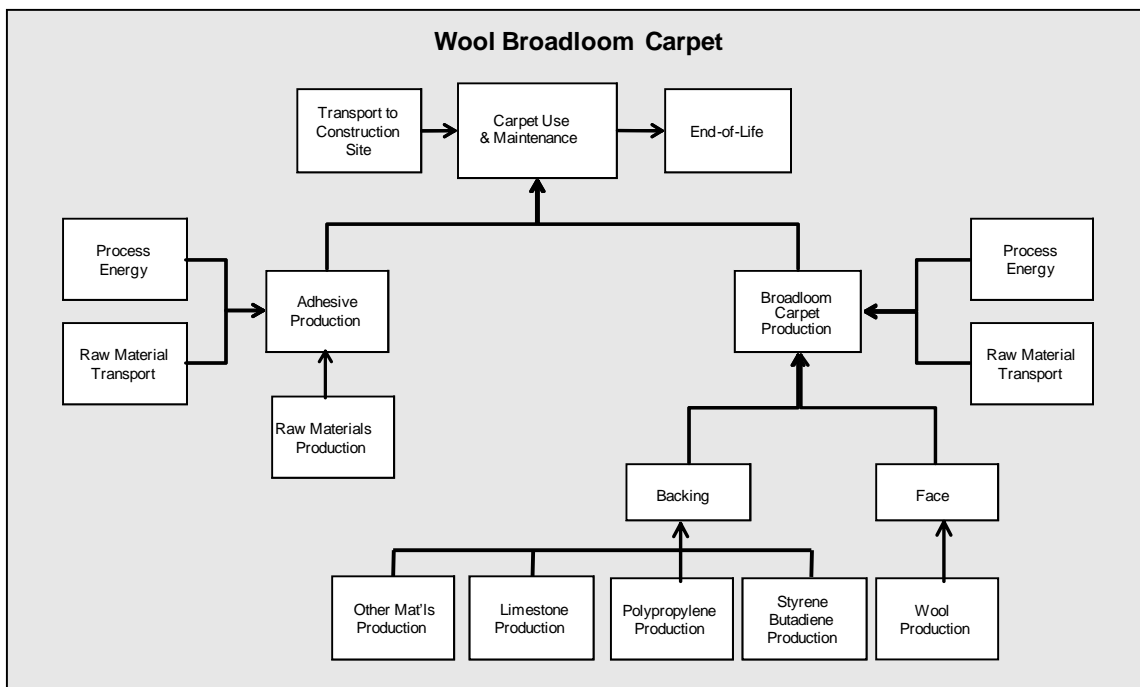 Wool Broadloom Carpet
Transport to
Construction
Site
Carpet Use
& Maintenance
End-of-Life
Process
Energy
Raw Material
Transport
Adhesive
Production
Raw Materials
Production
Broadloom
Carpet
Production
Process
Energy
Raw Material
Transport
Backing
Face
Other Mat'ls
Production
Limestone
Production
Polypropylene
Production
Styrene
Butadiene
Production
Wool
Production